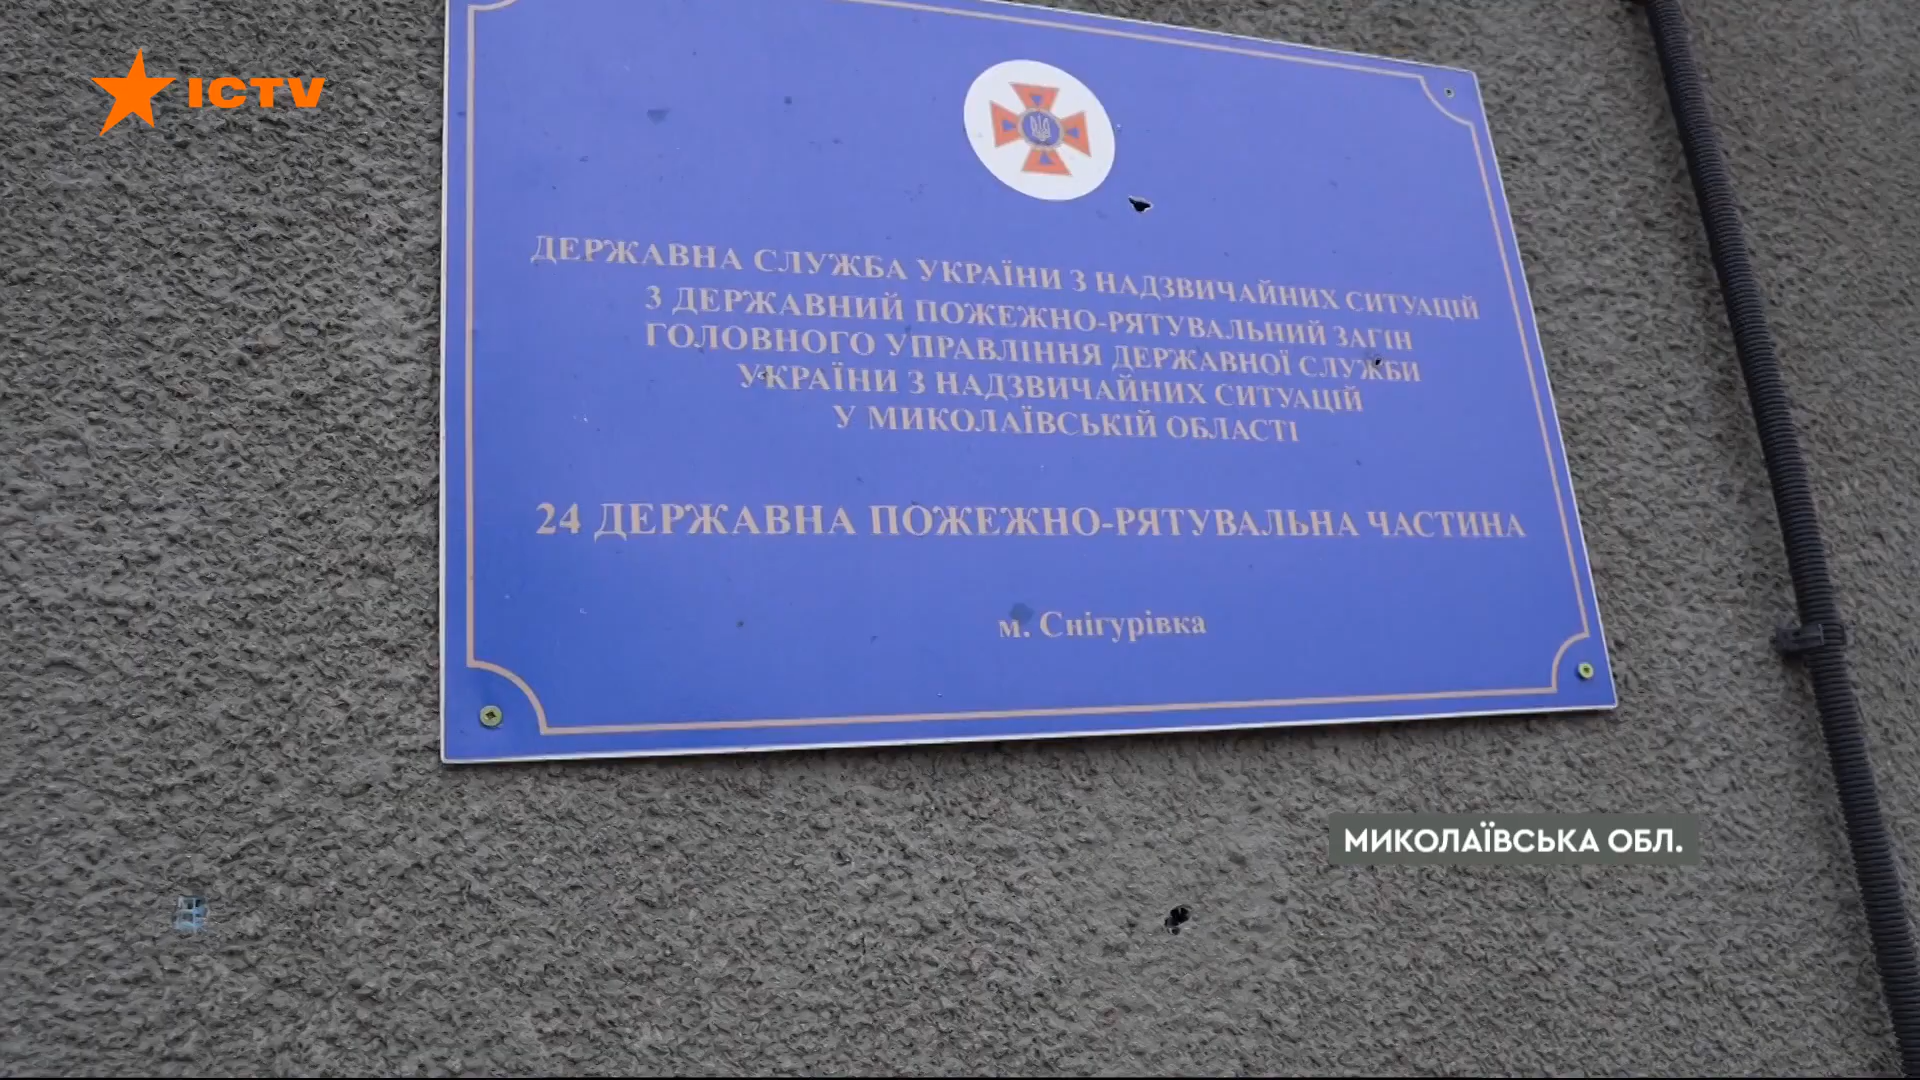 ICTV
ДЕРЖАВНА СЛУЖБА УКРАЇНИ З НАДЗВИЧАЙНИХ СИТУАЦІЙ
3 ДЕРЖАВНИЙ ПОЖЕЖНО-РЯТУВАЛЬНИЙ ЗАГІН
ГОЛОВНОГО УПРАВЛІННЯ ДЕРЖАВНОЇ СЛУЖБИ
УКРАЇНИ З НАДЗВИЧАЙНИХ СИТУАЦІЙ
У МИКОЛАЇВСЬКІЙ ОБЛАСТІ
24 ДЕРЖАВНА ПОЖЕЖНО-РЯТУВАЛЬНА ЧАСТИНА
м. Снігурівка
МИКОЛАЇВСЬКА ОБЛ.